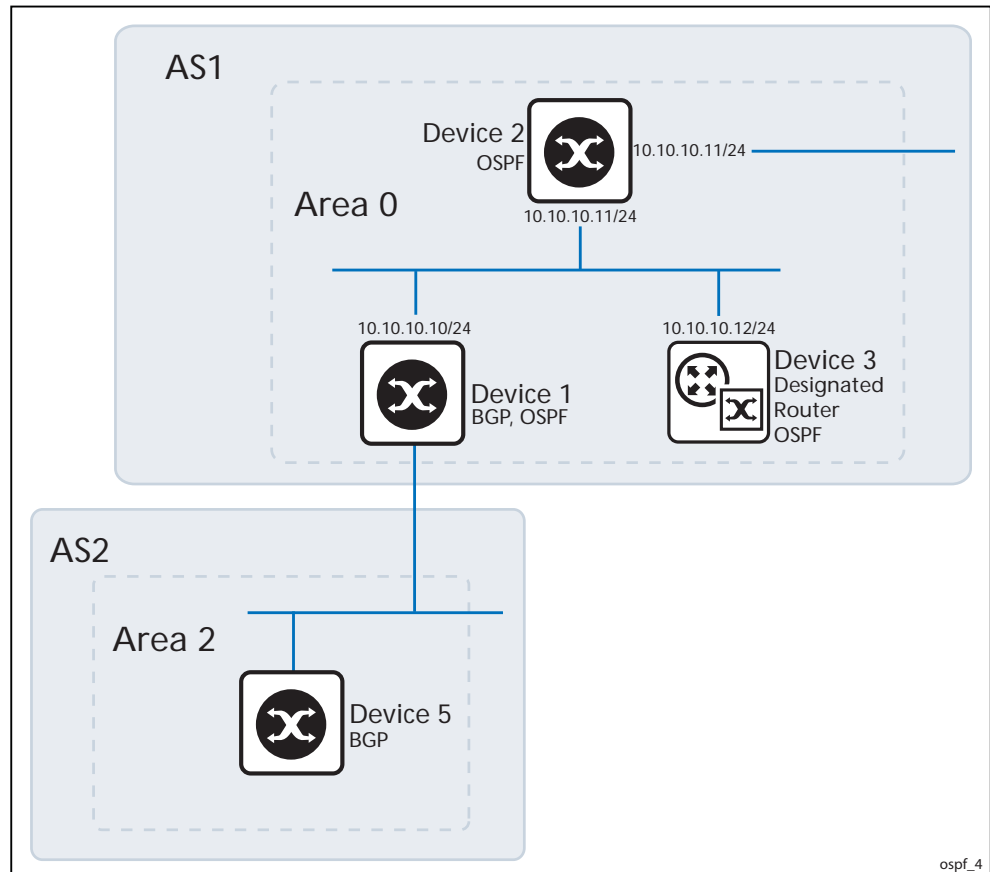 AS1
Device 2
OSPF
10.10.10.11/24
Area 0
10.10.10.11/24
10.10.10.10/24
10.10.10.12/24
Device 1
BGP, OSPF
Device 3
Designated
Router
OSPF
AS2
Area 2
Device 5
BGP
ospf_4